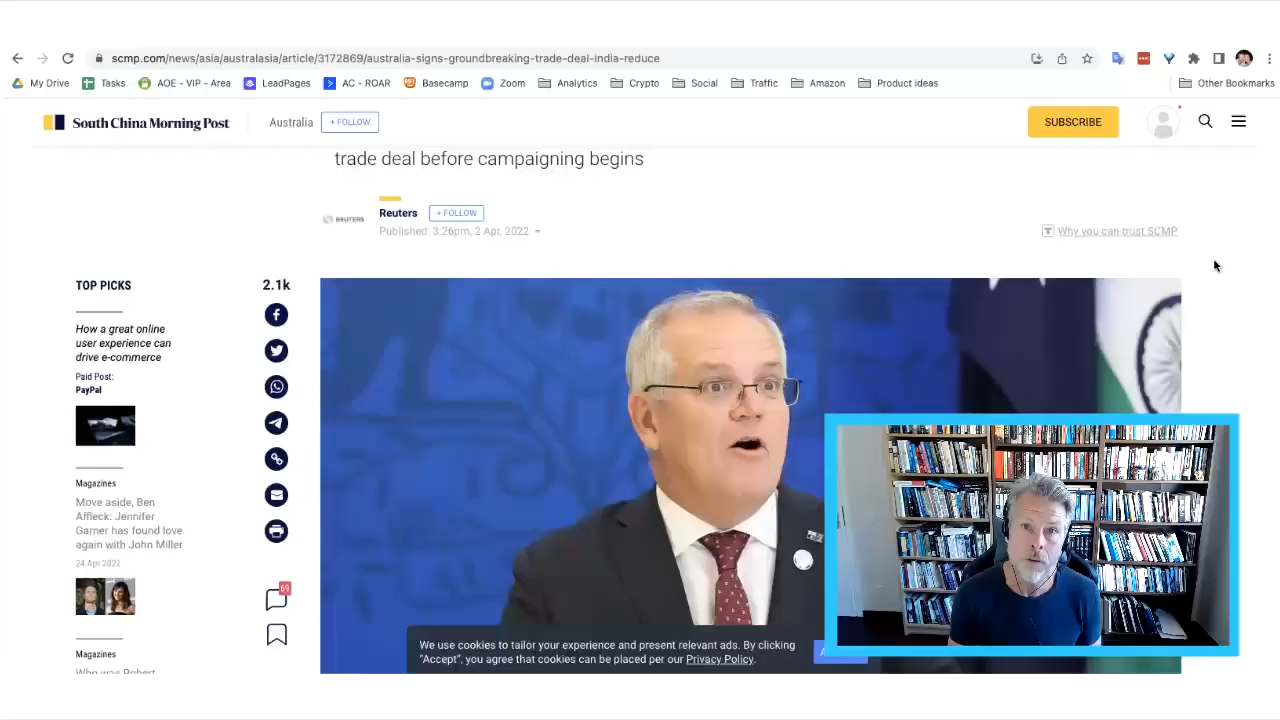 scmp.com/news/asia/australasia/article/3172869/australia-signs-groundbreaking-trade-deal-india-reduce
My Drive Tasks AOE - VIP - Area LeadPages AC - ROAR Basecamp Zoom Analytics Crypto Social Traffic Amazon Product ideas Other Bookmarks
South China Morning Post Australia + FOLLOW SUBSCRIBE
trade deal before campaigning begins
REUTERS Reuters + FOLLOW
Published: 3:26pm, 2 Apr, 2022
Why you can trust SCMP
TOP PICKS
How a great online
user experience can
drive e-commerce
Paid Post:
PayPal
Magazines
Move aside, Ben
Affleck: Jennifer
Garner has found love
again with John Miller
24 Apr 2022
Magazines
Who was Robert
2.1k
69
We use cookies to tailor your experience and present relevant ads. By clicking
"Accept", you agree that cookies can be placed per our Privacy Policy.